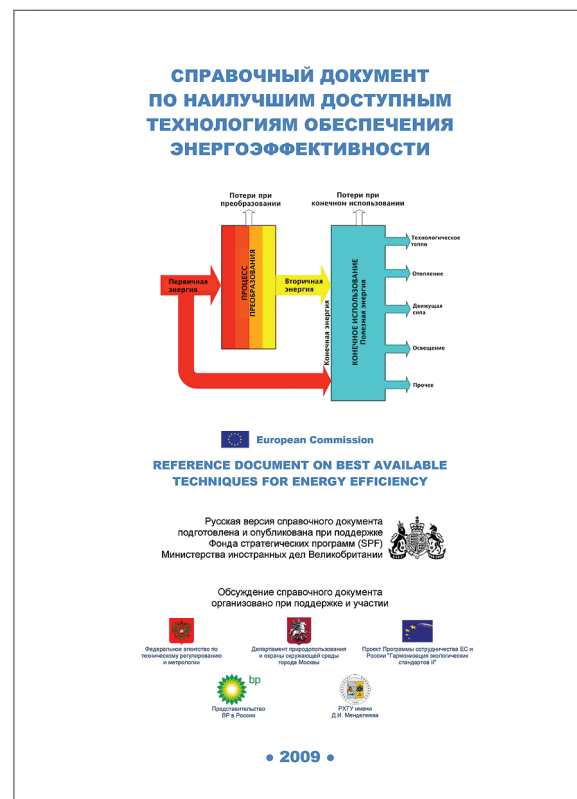 СПРАВОЧНЫЙ ДОКУМЕНТ
ПО НАИЛУЧШИМ ДОСТУПНЫМ
ТЕХНОЛОГИЯМ ОБЕСПЕЧЕНИЯ
ЭНЕРГОЭФФЕКТИВНОСТИ
Потери при
преобразовании
Потери при
конечном использовании
Первичная
энергия
ПРОЦЕСС
ПРЕОБРАЗОВАНИЯ
Вторичная
энергия
Конечная энергия
КОНЕЧНОЕ ИСПОЛЬЗОВАНИЕ
Полезная энергия
Технологическое
тепло
Отопление
Движущая
сила
Освещение
Прочее
European Commission
REFERENCE DOCUMENT ON BEST AVAILABLE
TECHNIQUES FOR ENERGY EFFICIENCY
Русская версия справочного документа
подготовлена и опубликована при поддержке
Фонда стратегических программ (SPF)
Министерства иностранных дел Великобритании
Обсуждение справочного документа
организовано при поддержке и участии
Федеральное агентство по
техническому регулированию
и метрологии
Департамент природопользования
и охраны окружающей среды
города Москвы
Проект Программы сотрудничества ЕС и
России "Гармонизация экологических
стандартов II"
bp
Представительство
BP в России
РХТУ имени
Д.И. Менделеева
● 2009 ●